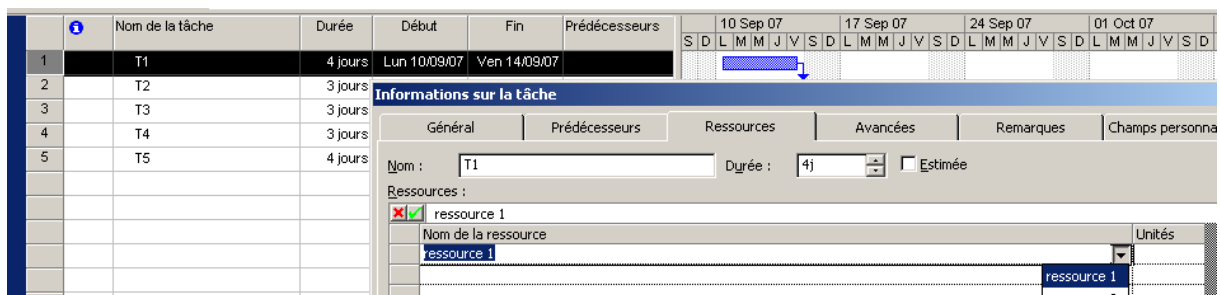 Nom de la tâche Durée Début Fin Prédécesseurs 10 Sep 07 17 Sep 07 24 Sep 07 01 Oct 07
S D L M M J V S D L M M J V S D L M M J V S D L M M J V S D
1 T1 4 jours Lun 10/09/07 Ven 14/09/07
2 T2 3 jours
3 T3 3 jours
4 T4 3 jours
5 T5 4 jours
Informations sur la tâche
Général Prédécesseurs Ressources Avancées Remarques Champs personna
Nom : T1 Durée : 4j Estimée
Ressources :
ressource 1
Nom de la ressource Unités
ressource 1
ressource 1